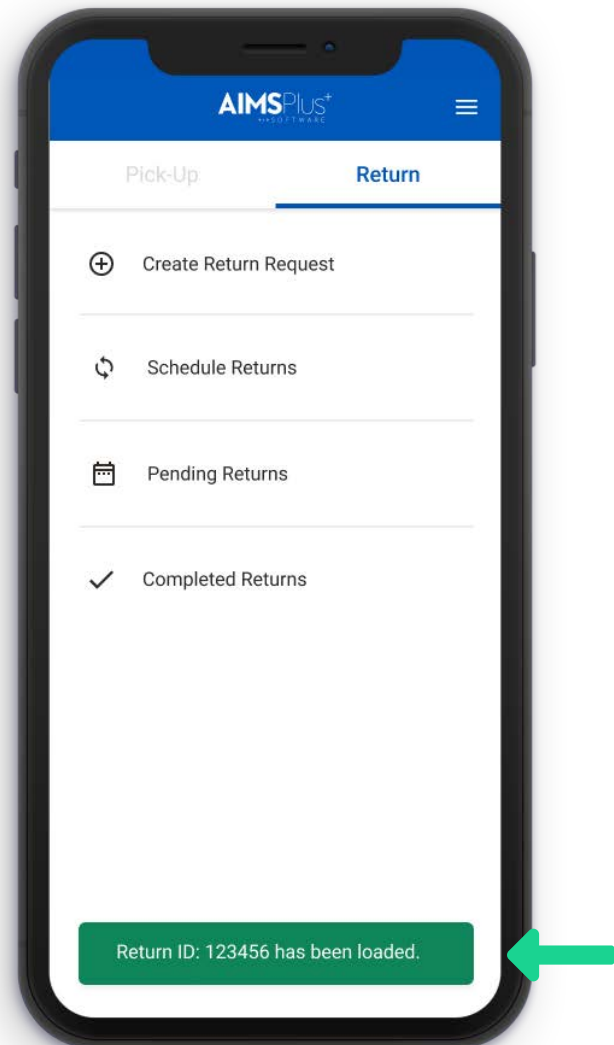 AIMSPlus+
SOFTWARE
Pick-Up
Return
Create Return Request
Schedule Returns
Pending Returns
Completed Returns
Return ID: 123456 has been loaded.